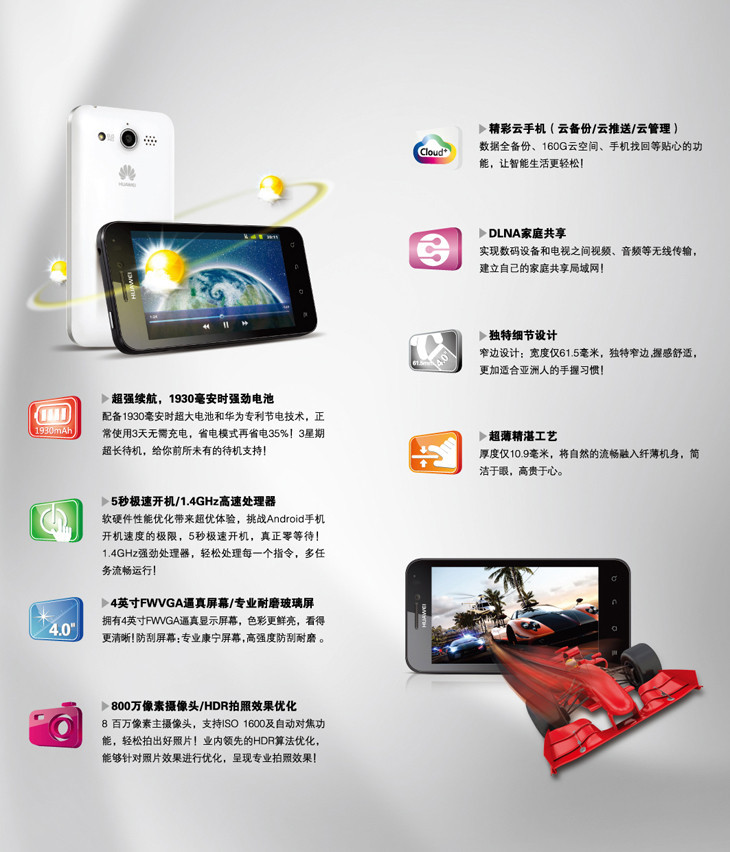 HUAWEI
HUAWEI
▶超强续航，1930毫安时强劲电池
1930mAh
配备1930毫安时超大电池和华为专利节电技术，正
常使用3天无需充电，省电模式再省电35%！3星期
超长待机，给你前所未有的待机支持！
▶5秒极速开机/1.4GHz高速处理器
软硬件性能优化带来超优体验，挑战Android手机
开机速度的极限，5秒极速开机，真正零等待！
1.4GHz强劲处理器，轻松处理每一个指令，多任
务流畅运行！
▶4英寸FWVGA逼真屏幕/专业耐磨玻璃屏
4.0"
拥有4英寸FWVGA逼真显示屏幕，色彩更鲜亮，看得
更清晰！防刮屏幕：专业康宁屏幕，高强度防刮耐磨。
▶800万像素摄像头/HDR拍照效果优化
8 百万像素主摄像头，支持ISO 1600及自动对焦功
能，轻松拍出好照片！业内领先的HDR算法优化，
能够针对照片效果进行优化，呈现专业拍照效果！
▶精彩云手机（云备份/云推送/云管理）
Cloud+
数据全备份、160G云空间、手机找回等贴心的功
能，让智能生活更轻松！
▶DLNA家庭共享
实现数码设备和电视之间视频、音频等无线传输，
建立自己的家庭共享局域网！
▶独特细节设计
61.5mm
4.0"
窄边设计：宽度仅61.5毫米，独特窄边,握感舒适，
更加适合亚洲人的手握习惯！
▶超薄精湛工艺
厚度仅10.9毫米，将自然的流畅融入纤薄机身，简
洁于眼，高贵于心。
HUAWEI